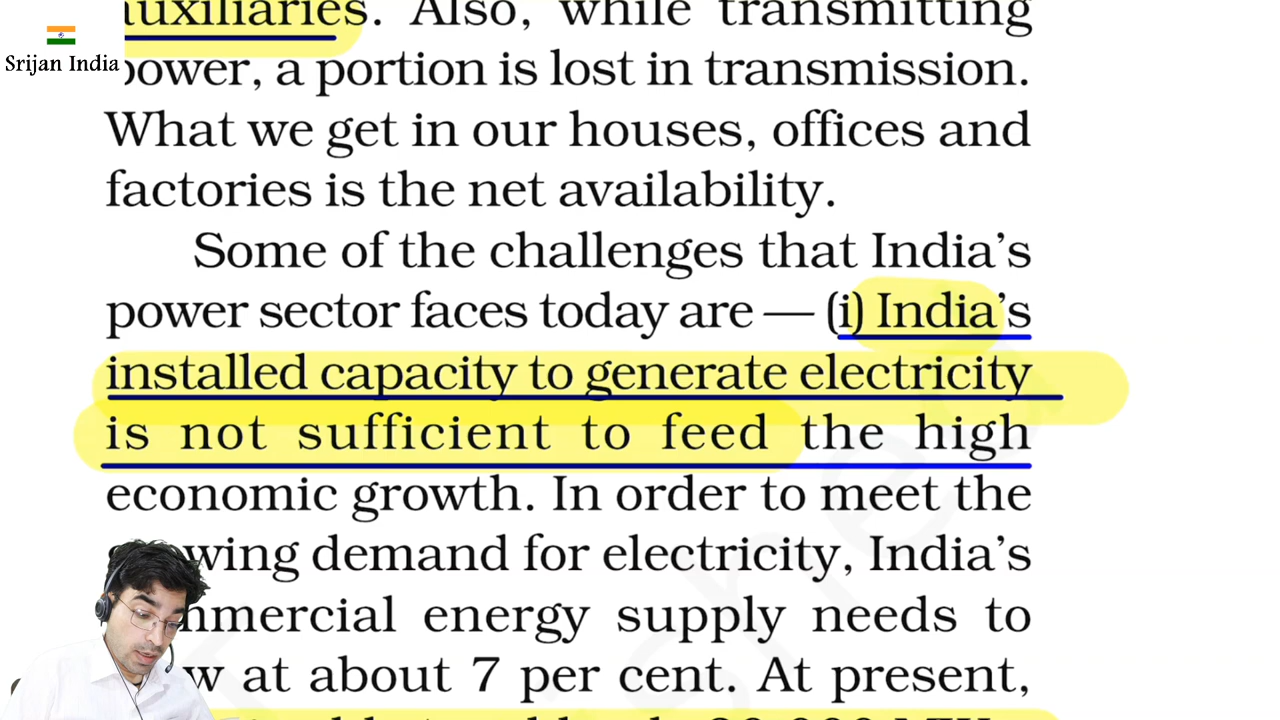 Srijan India
auxiliaries. Also, while transmitting
power, a portion is lost in transmission.
What we get in our houses, offices and
factories is the net availability.
Some of the challenges that India's
power sector faces today are — (i) India's
installed capacity to generate electricity
is not sufficient to feed the high
economic growth. In order to meet the
growing demand for electricity, India's
commercial energy supply needs to
at about 7 per cent. At present,